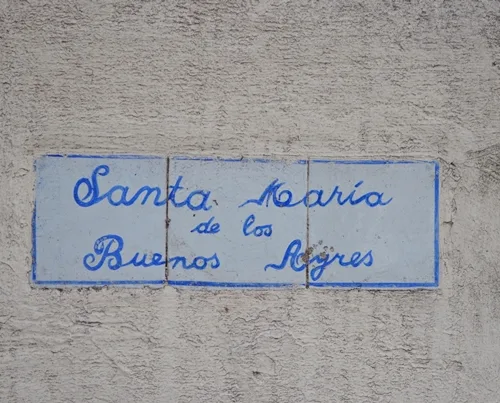 Santa María
de los
Buenos Ayres